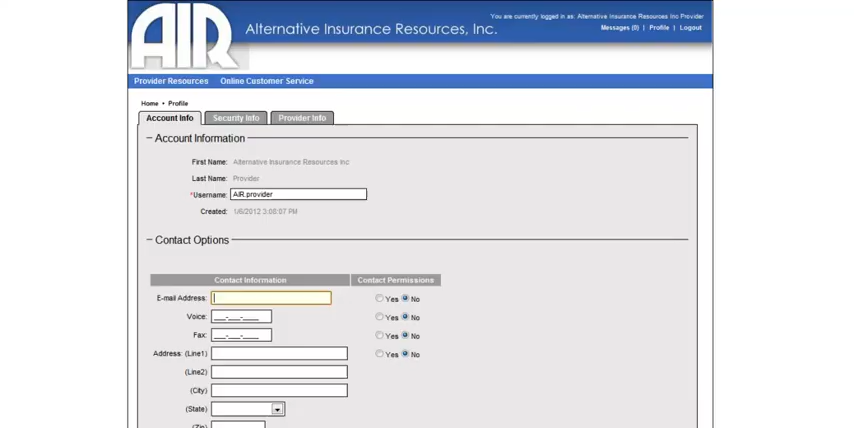 You are currently logged in as: Alternative Insurance Resources Inc Provider
Messages (0) | Profile | Logout
AIR
Alternative Insurance Resources, Inc.
Provider Resources Online Customer Service
Home • Profile
Account Info Security Info Provider Info
Account Information
First Name: Alternative Insurance Resources Inc
Last Name: Provider
*Username: AIR.provider
Created: 1/6/2012 3:08:07 PM
Contact Options
Contact Information Contact Permissions
E-mail Address: Yes No
Voice: ___-___-____ Yes No
Fax: ___-___-____ Yes No
Address: (Line1) Yes No
(Line2)
(City)
(State)
(Zip)